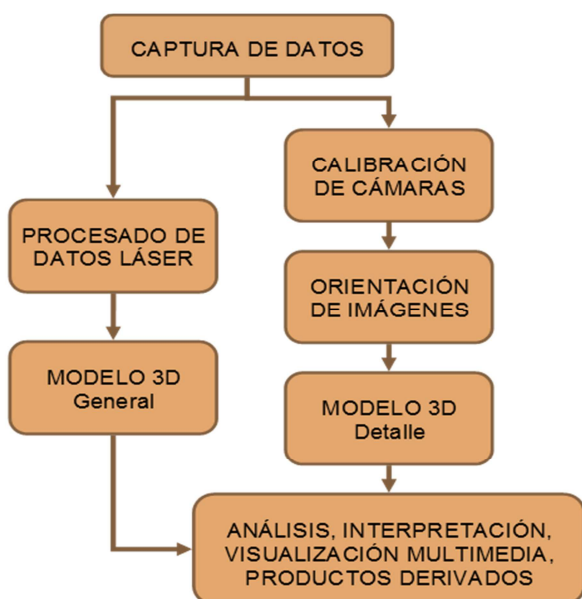 CAPTURA DE DATOS
CALIBRACIÓN
DE CÁMARAS
PROCESADO DE
DATOS LÁSER
ORIENTACIÓN
DE IMÁGENES
MODELO 3D
General
MODELO 3D
Detalle
ANÁLISIS, INTERPRETACIÓN,
VISUALIZACIÓN MULTIMEDIA,
PRODUCTOS DERIVADOS